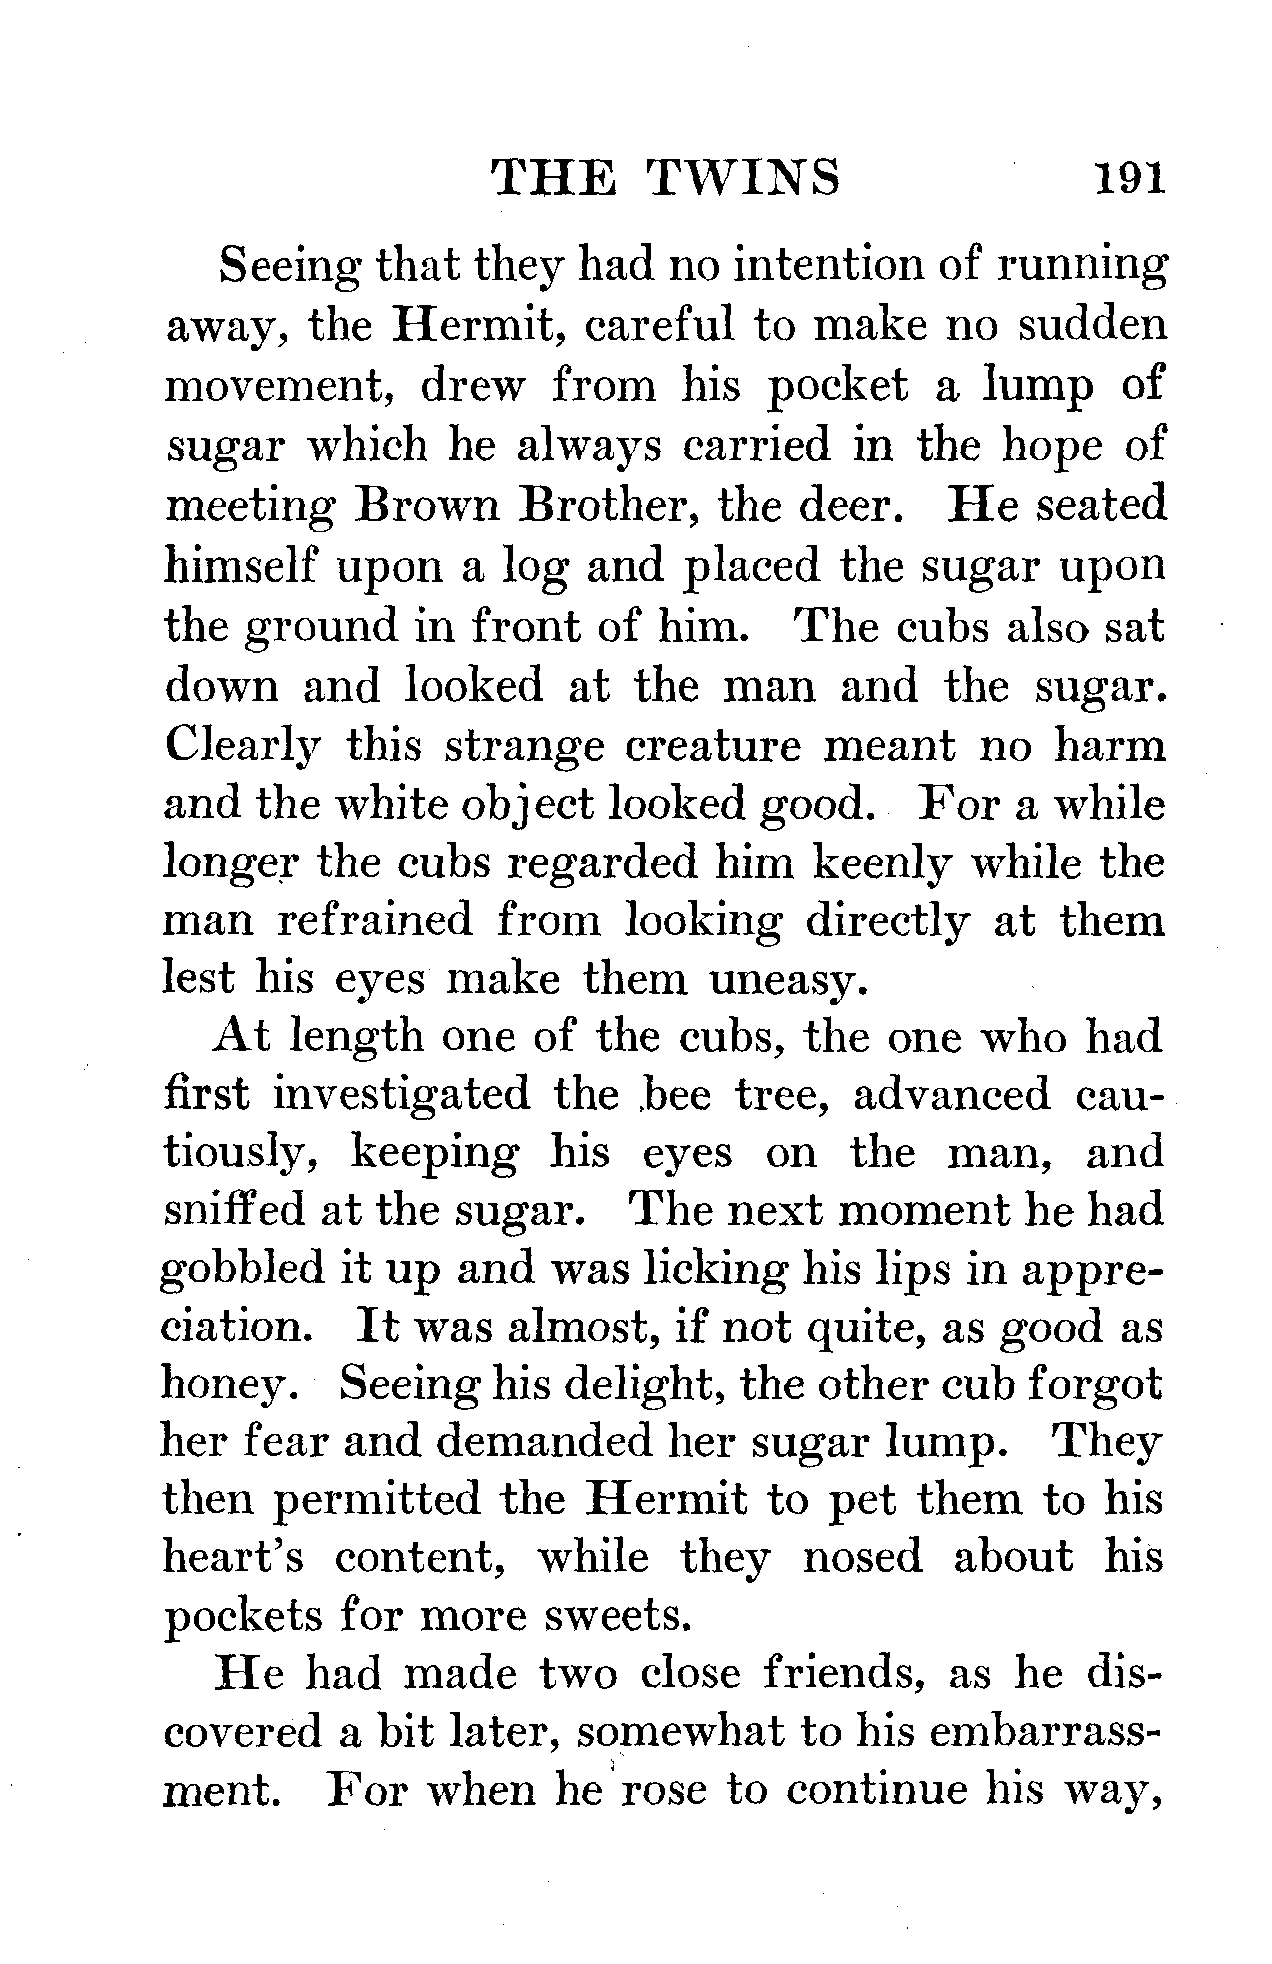 THE TWINS 191
Seeing that they had no intention of running
away, the Hermit, careful to make no sudden
movement, drew from his pocket a lump of
sugar which he always carried in the hope of
meeting Brown Brother, the deer. He seated
himself upon a log and placed the sugar upon
the ground in front of him. The cubs also sat
down and looked at the man and the sugar.
Clearly this strange creature meant no harm
and the white object looked good. For a while
longer the cubs regarded him keenly while the
man refrained from looking directly at them
lest his eyes make them uneasy.
At length one of the cubs, the one who had
first investigated the bee tree, advanced cau-
tiously, keeping his eyes on the man, and
sniffed at the sugar. The next moment he had
gobbled it up and was licking his lips in appre-
ciation. It was almost, if not quite, as good as
honey. Seeing his delight, the other cub forgot
her fear and demanded her sugar lump. They
then permitted the Hermit to pet them to his
heart's content, while they nosed about his
pockets for more sweets.
He had made two close friends, as he dis-
covered a bit later, somewhat to his embarrass-
ment. For when he rose to continue his way,